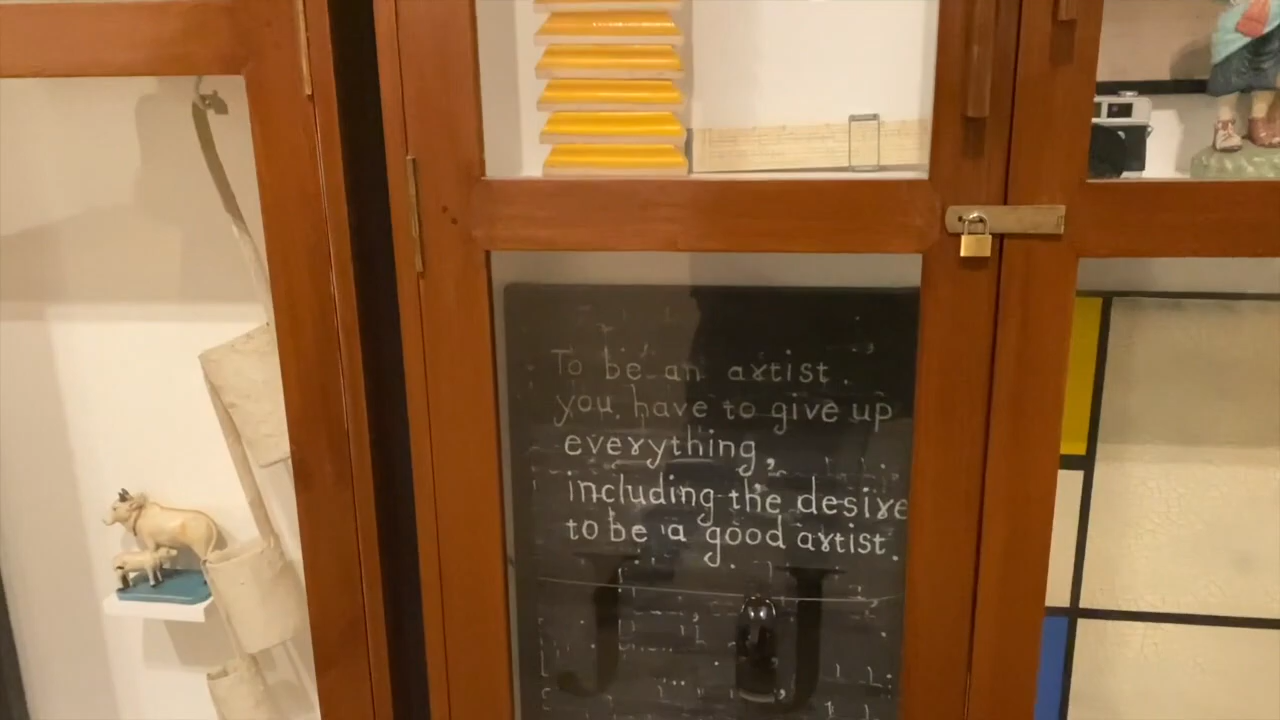 To be an artist.
you, have to give up
everything,
including the desire
to be a good artist.